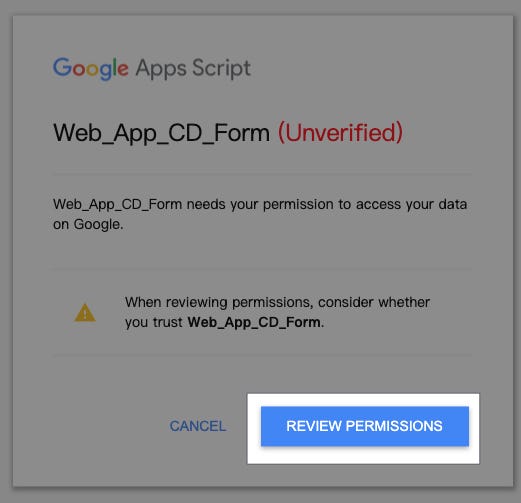 Google Apps Script
Web_App_CD_Form (Unverified)
Web_App_CD_Form needs your permission to access your data
on Google.
When reviewing permissions, consider whether
you trust Web_App_CD_Form.
CANCEL
REVIEW PERMISSIONS